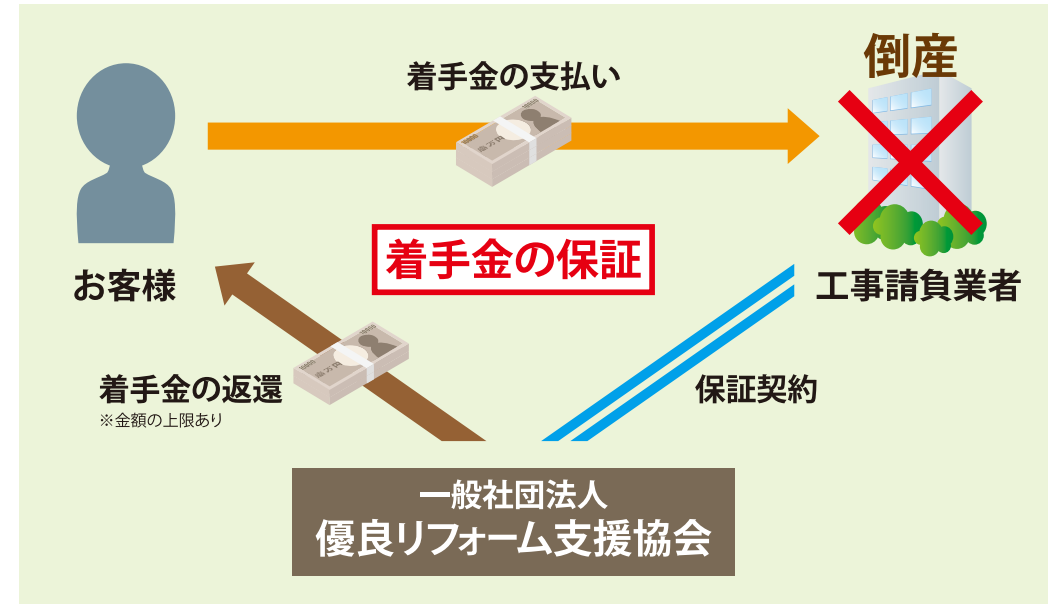 倒産
着手金の支払い
着手金の保証
お客様
工事請負業者
着手金の返還
※金額の上限あり
保証契約
一般社団法人
優良リフォーム支援協会